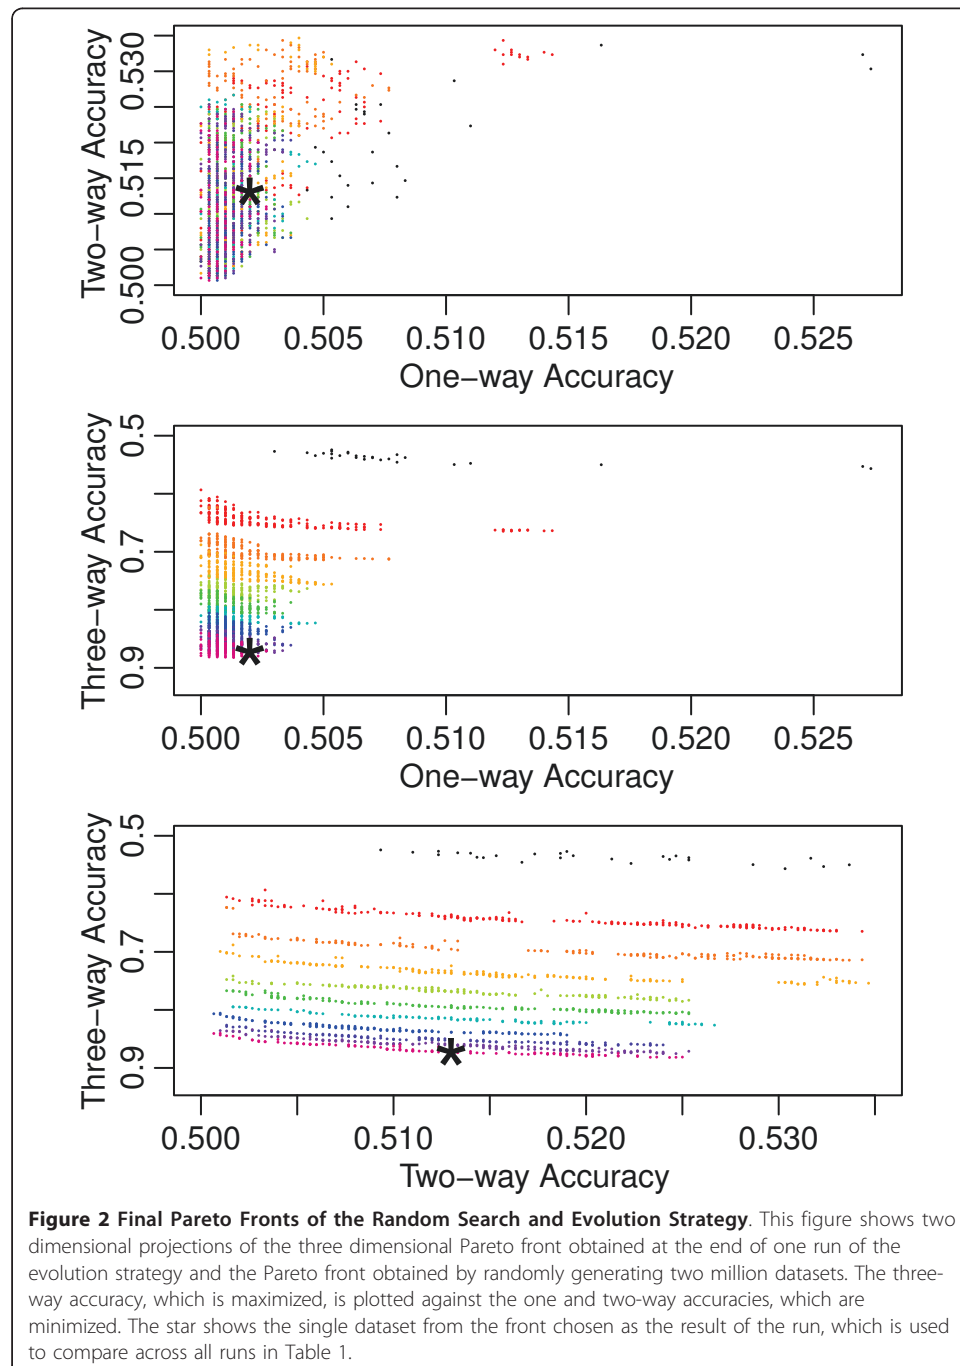 0.530
0.515
0.500
Two-way Accuracy
0.500 0.505 0.510 0.515 0.520 0.525
One-way Accuracy
0.5
0.7
0.9
Three-way Accuracy
0.500 0.505 0.510 0.515 0.520 0.525
One-way Accuracy
0.5
0.7
0.9
Three-way Accuracy
0.500 0.510 0.520 0.530
Two-way Accuracy
Figure 2 Final Pareto Fronts of the Random Search and Evolution Strategy. This figure shows two
dimensional projections of the three dimensional Pareto front obtained at the end of one run of the
evolution strategy and the Pareto front obtained by randomly generating two million datasets. The three-
way accuracy, which is maximized, is plotted against the one and two-way accuracies, which are
minimized. The star shows the single dataset from the front chosen as the result of the run, which is used
to compare across all runs in Table 1.